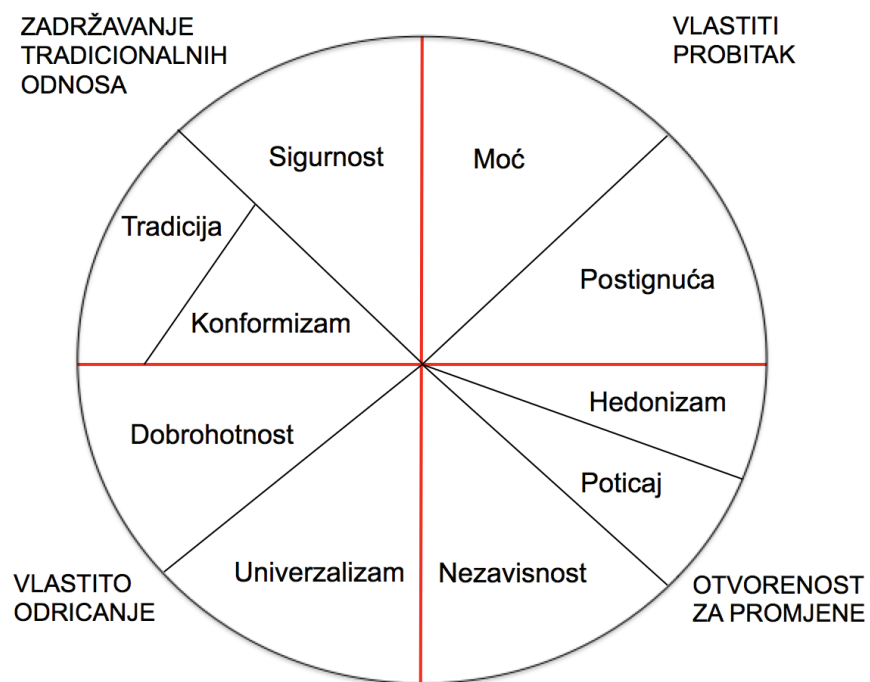 ZADRŽAVANJE
TRADICIONALNIH
ODNOSA
VLASTITI
PROBITAK
Sigurnost
Moć
Tradicija
Postignuća
Konformizam
Hedonizam
Dobrohotnost
Poticaj
Univerzalizam
Nezavisnost
VLASTITO
ODRICANJE
OTVORENOST
ZA PROMJENE